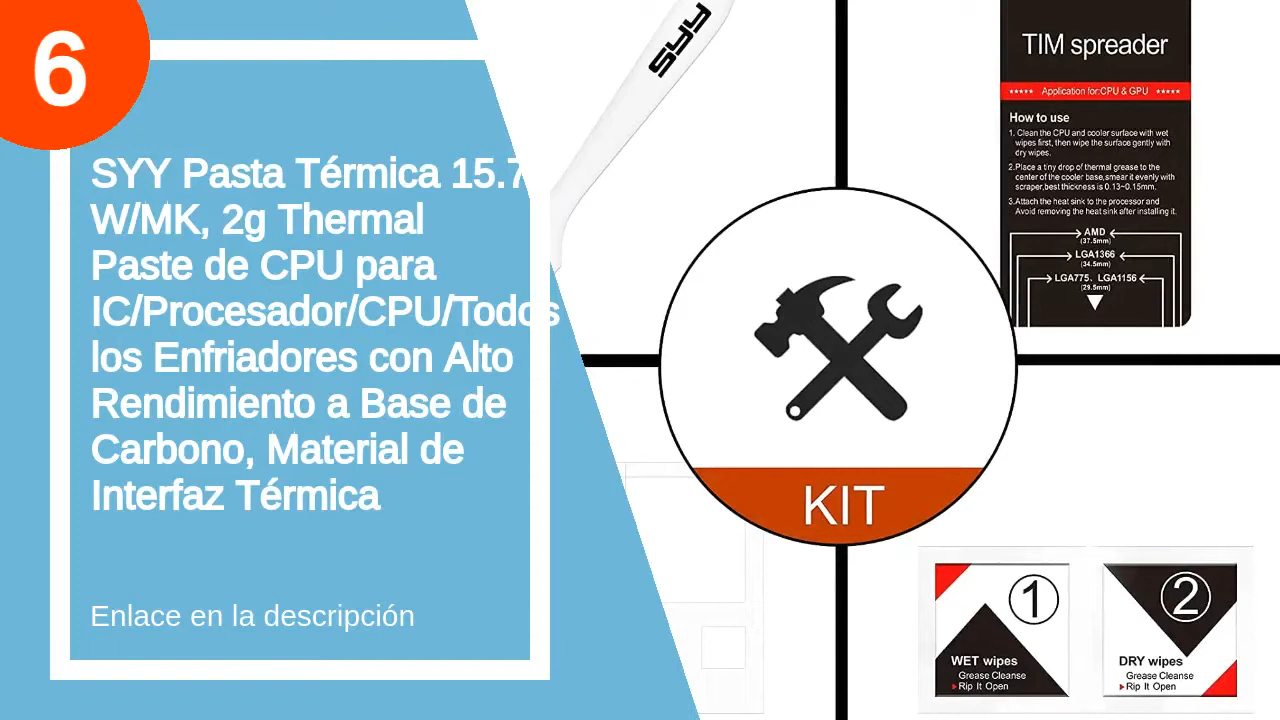 6
SYY Pasta Térmica 15.7
W/MK, 2g Thermal
Paste de CPU para
IC/Procesador/CPU/Todos
los Enfriadores con Alto
Rendimiento a Base de
Carbono, Material de
Interfaz Térmica
Enlace en la descripción
SYY
TIM spreader
Application for:CPU & GPU
How to use
1. Clean the CPU and cooler surface with wet
wipes first, then wipe the surface gently with
dry wipes.
2.Place a tiny drop of thermal grease to the
center of the cooler base,smear it evenly with
scraper,best thickness is 0.13~0.15mm.
3.Attach the heat sink to the processor and
Avoid removing the heat sink after installing it.
AMD
(37.5mm)
LGA1366
(34.5mm)
LGA775、LGA1156
(29.5mm)
KIT
1
WET wipes
Grease Cleanse
Rip It Open
2
DRY wipes
Grease Cleanse
Rip It Open